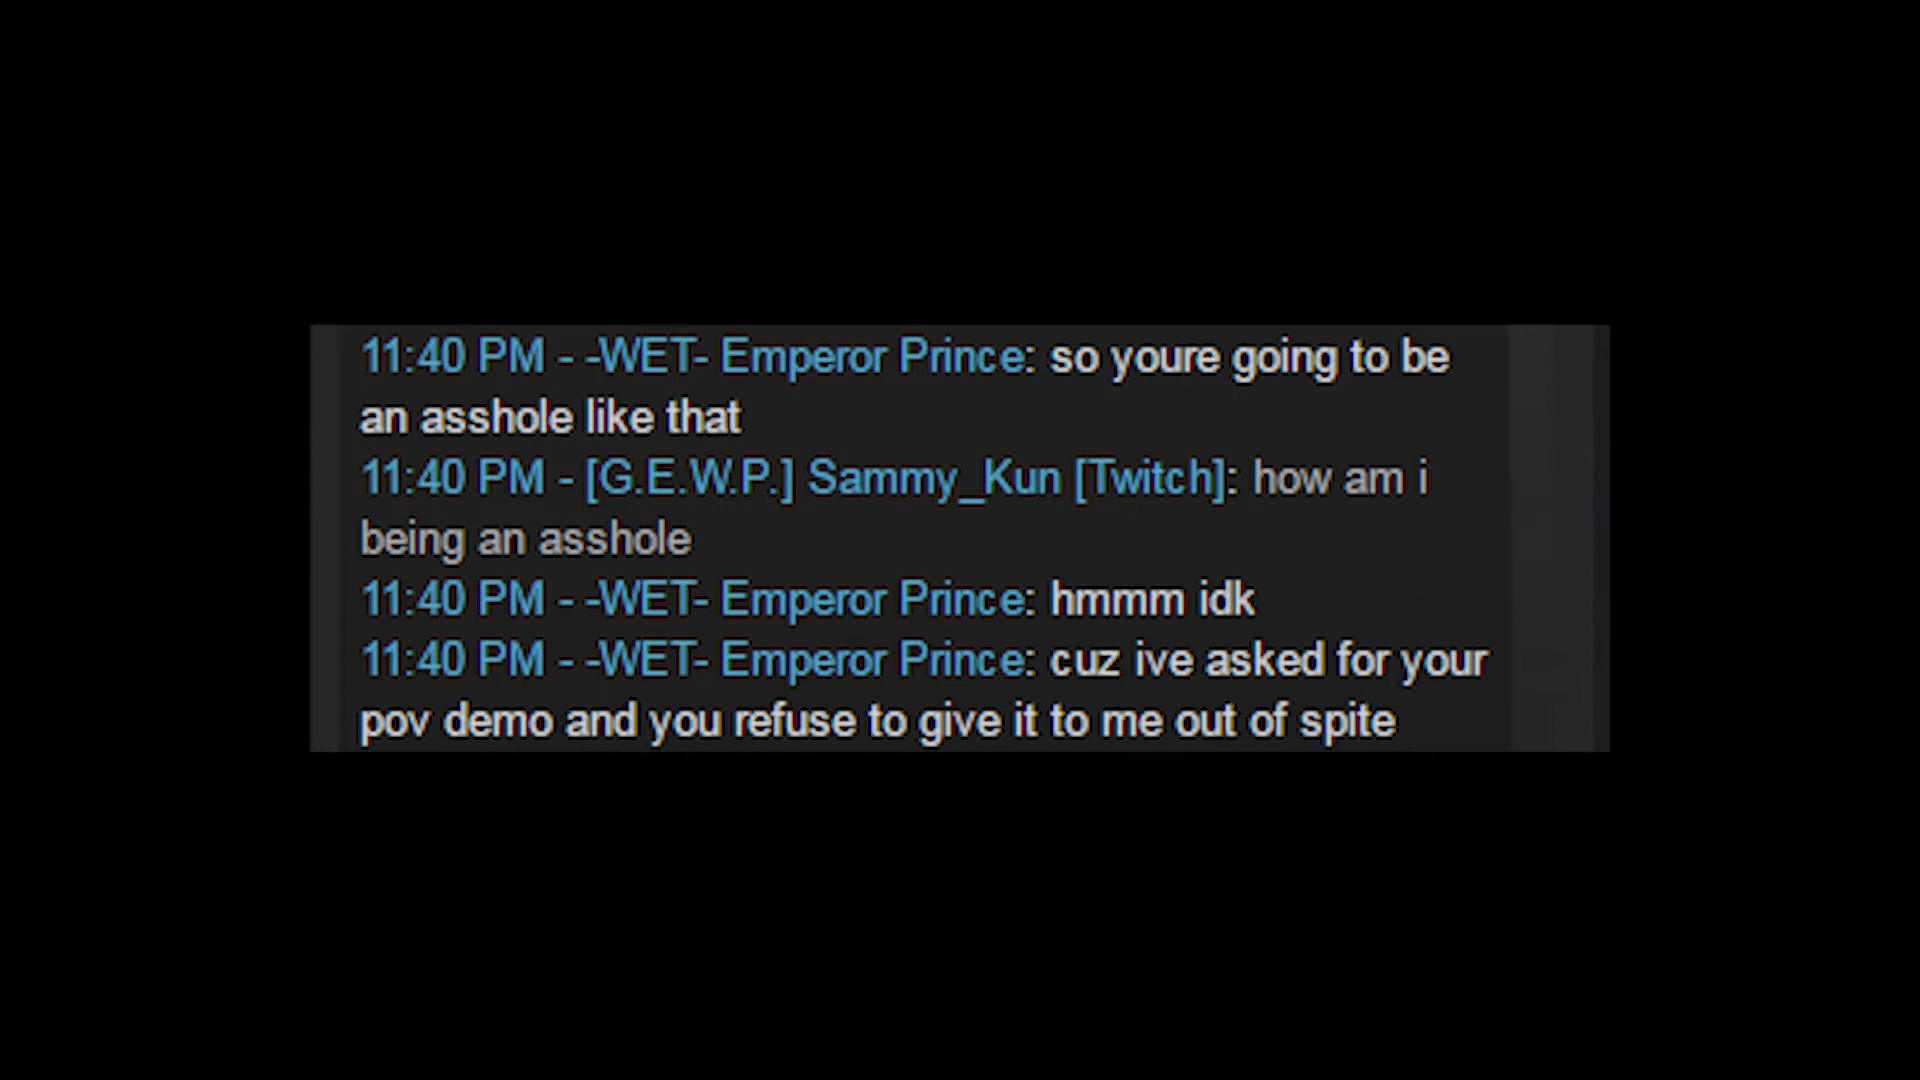 11:40 PM - -WET- Emperor Prince: so youre going to be
an asshole like that
11:40 PM - [G.E.W.P.] Sammy_Kun [Twitch]: how am i
being an asshole
11:40 PM - -WET- Emperor Prince: hmmm idk
11:40 PM - -WET- Emperor Prince: cuz ive asked for your
pov demo and you refuse to give it to me out of spite